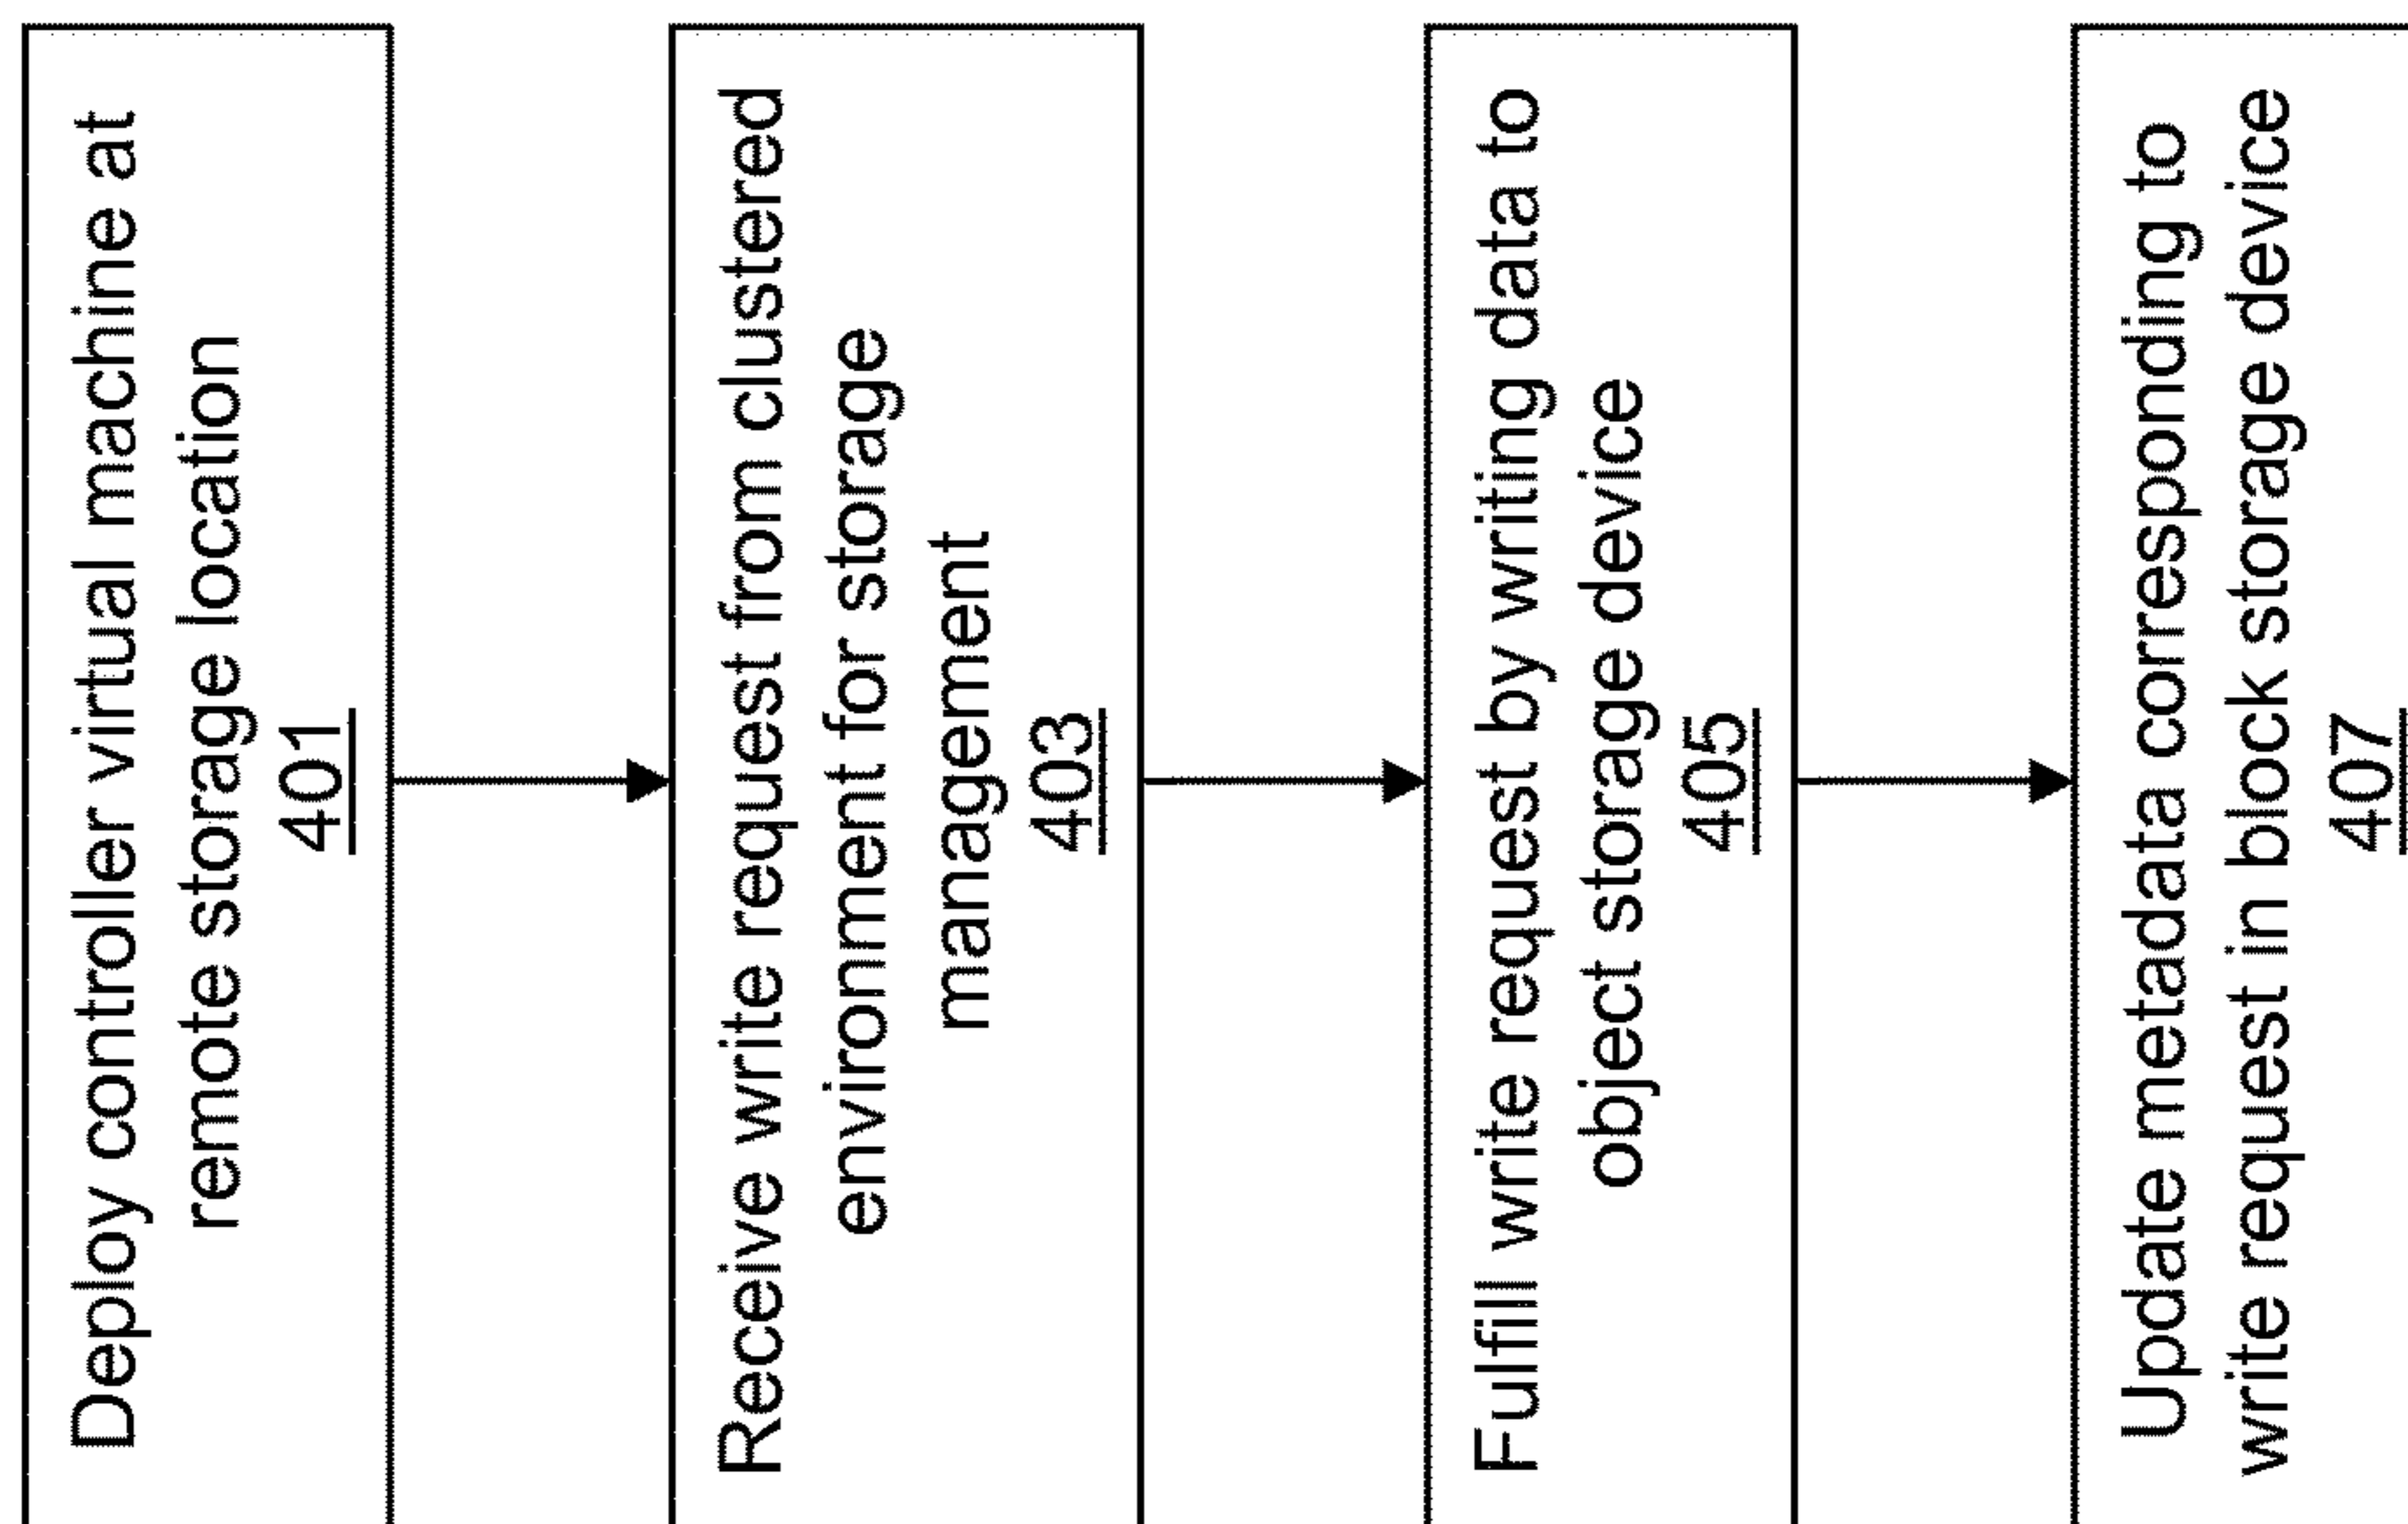 Deploy controller virtual machine at
remote storage location
401
Receive write request from clustered
environment for storage
management
403
Fulfill write request by writing data to
object storage device
405
Update metadata corresponding to
write request in block storage device
407